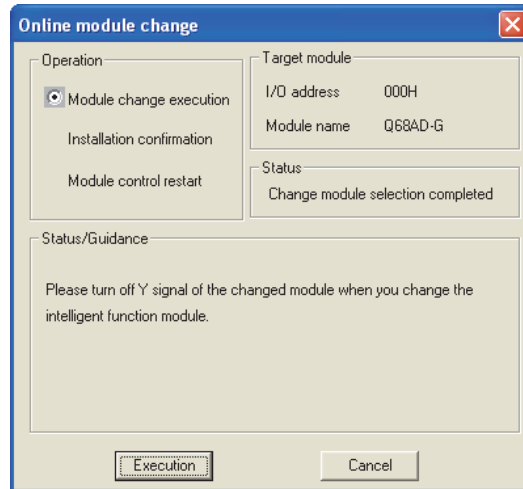 Online module change
Operation
Module change execution
Installation confirmation
Module control restart
Target module
I/O address 000H
Module name Q68AD-G
Status
Change module selection completed
Status/Guidance
Please turn off Y signal of the changed module when you change the
intelligent function module.
Execution
Cancel